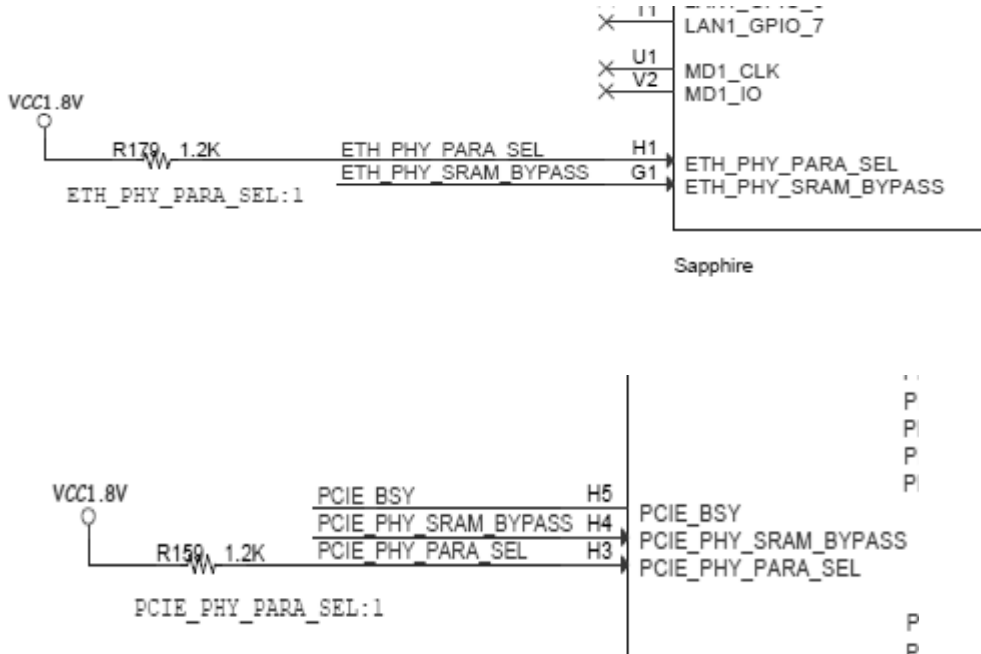 LAN1_GPIO_7
U1
MD1_CLK
V2
MD1_IO
VCC1.8V
R179 1.2K
ETH_PHY_PARA_SEL
H1
ETH_PHY_PARA_SEL
ETH_PHY_SRAM_BYPASS
G1
ETH_PHY_SRAM_BYPASS
ETH_PHY_PARA_SEL:1
Sapphire
VCC1.8V
PCIE_BSY
H5
PCIE_BSY
PCIE_PHY_SRAM_BYPASS
H4
PCIE_PHY_SRAM_BYPASS
R159 1.2K
PCIE_PHY_PARA_SEL
H3
PCIE_PHY_PARA_SEL
PCIE_PHY_PARA_SEL:1